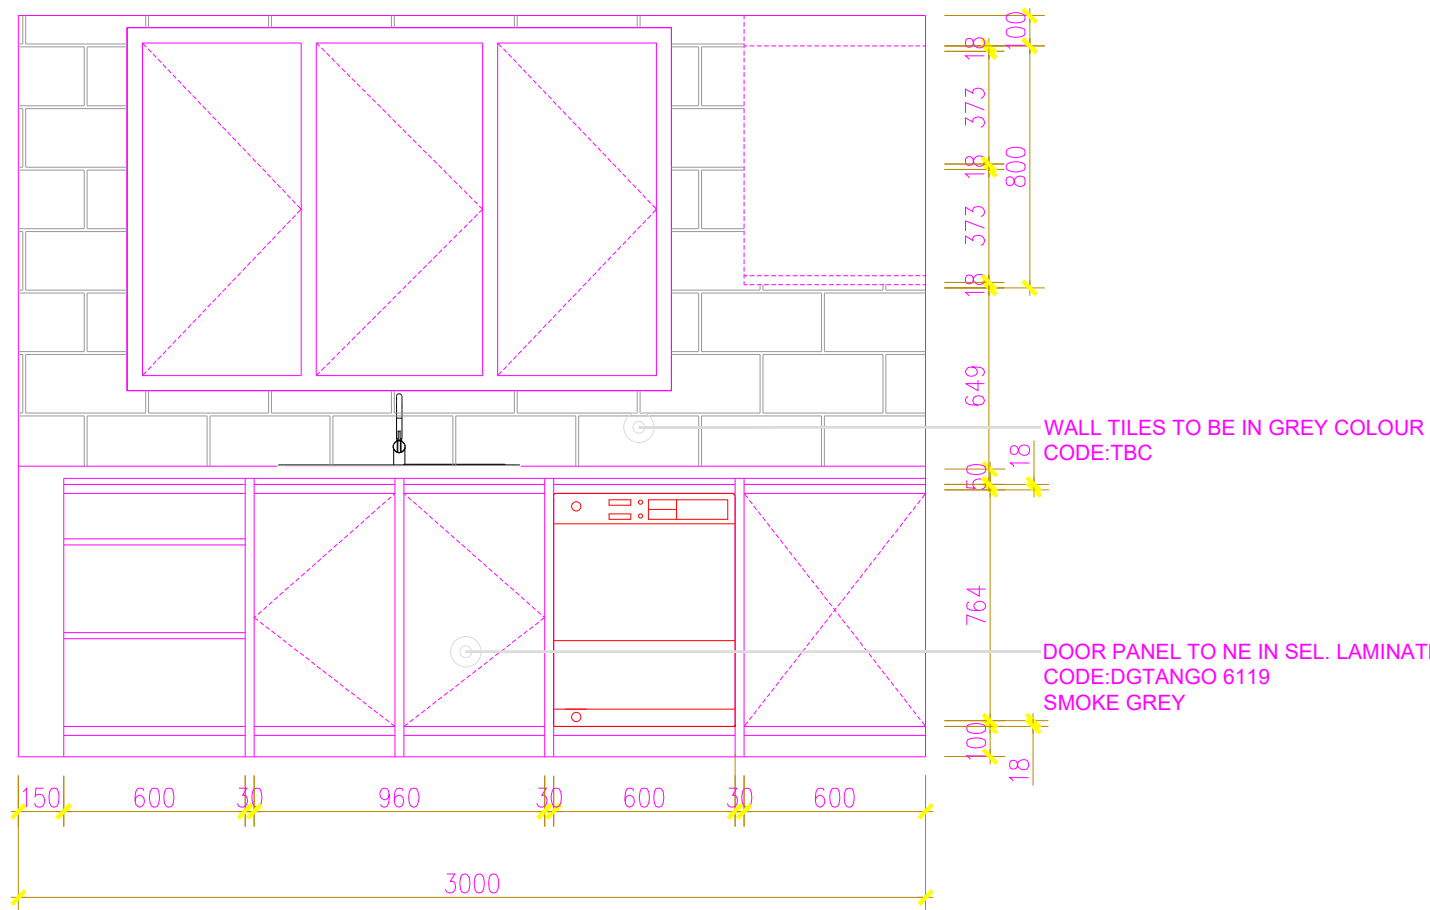 100
18
373
18
800
373
18
649
WALL TILES TO BE IN GREY COLOUR
CODE:TBC
18
50
764
DOOR PANEL TO NE IN SEL. LAMINAT
CODE:DGTANGO 6119
SMOKE GREY
100
18
150 600 30 960 30 600 30 600
3000